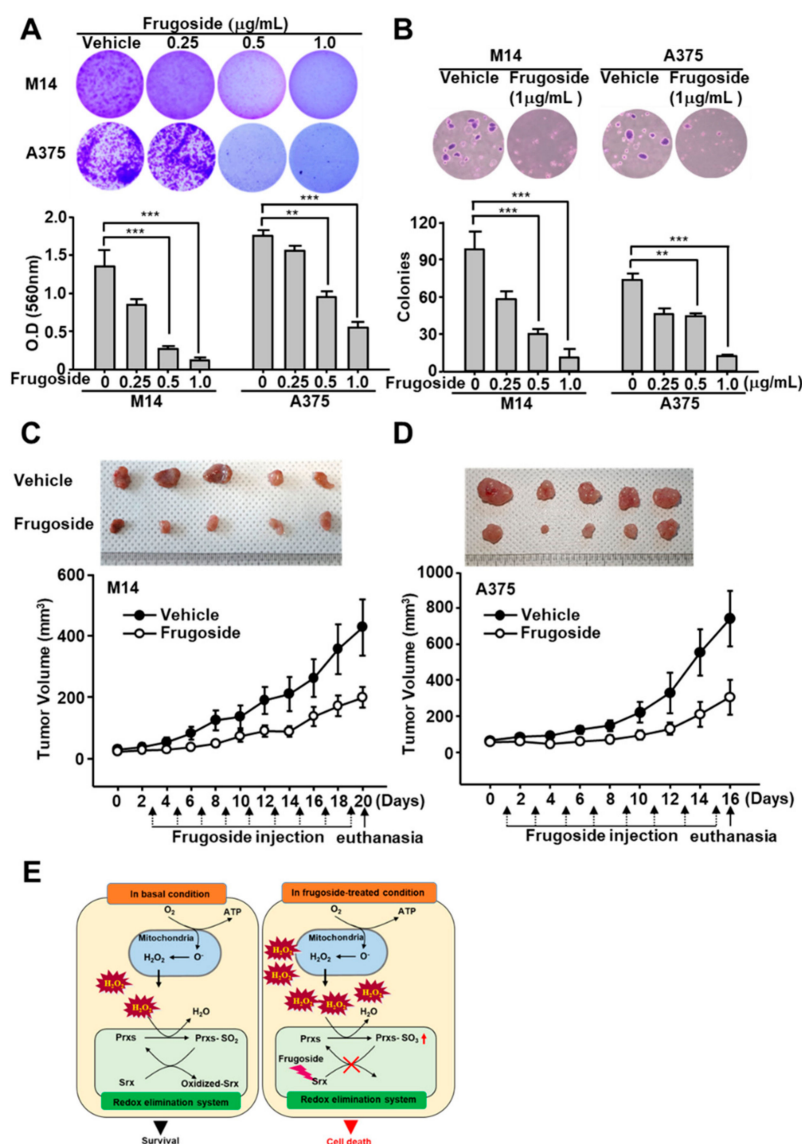 A
Frugoside (μg/mL)
Vehicle 0.25 0.5 1.0
M14
A375
O.D (560nm)
2.0
1.5
1.0
0.5
0
*** *** *** **
Frugoside 0 0.25 0.5 1.0 0 0.25 0.5 1.0
M14 A375
B
M14 A375
Vehicle Frugoside Vehicle Frugoside
(1μg/mL ) (1μg/mL )
Colonies
120
90
60
30
0
*** *** *** **
Frugoside 0 0.25 0.5 1.0 0 0.25 0.5 1.0 (μg/mL)
M14 A375
C
Vehicle
Frugoside
M14
Vehicle
Frugoside
Tumor Volume (mm³)
600
400
200
0
0 2 4 6 8 10 12 14 16 18 20 (Days)
Frugoside injection euthanasia
D
A375
Vehicle
Frugoside
Tumor Volume (mm³)
1000
800
600
400
200
0
0 2 4 6 8 10 12 14 16 (Days)
Frugoside injection euthanasia
E
In basal condition
O₂ ATP
Mitochondria
H₂O₂ O⁻
H₂O₂
H₂O₂
H₂O
Prxs Prxs- SO₃
Srx Oxidized-Srx
Redox elimination system
Survival
In frugoside-treated condition
O₂ ATP
Mitochondria
H₂O₂
H₂O₂ O⁻
H₂O₂
H₂O₂ H₂O₂ H₂O₂
H₂O
Prxs Prxs- SO₃
Frugoside
Srx
Redox elimination system
Cell death